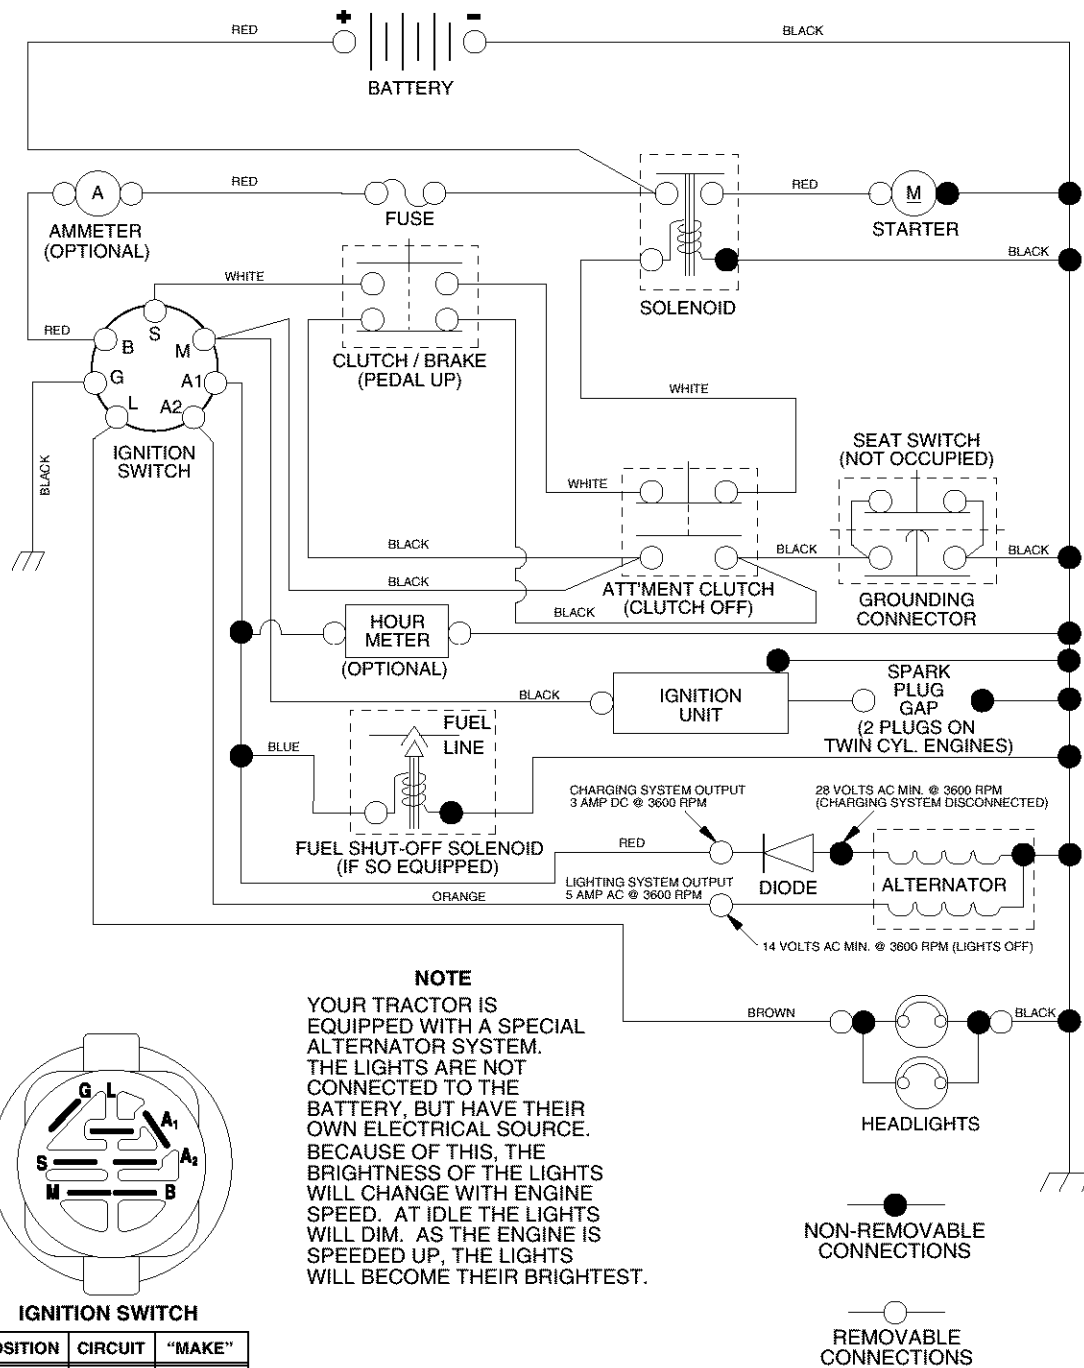 + -
RED
BLACK
BATTERY
RED
A
AMMETER
(OPTIONAL)
FUSE
RED
M
STARTER
BLACK
SOLENOID
WHITE
RED
S
B
M
G
A1
L
A2
IGNITION
SWITCH
CLUTCH / BRAKE
(PEDAL UP)
WHITE
BLACK
SEAT SWITCH
(NOT OCCUPIED)
WHITE
BLACK
BLACK
BLACK
BLACK
BLACK
ATT'MENT CLUTCH
(CLUTCH OFF)
GROUNDING
CONNECTOR
HOUR
METER
(OPTIONAL)
BLACK
IGNITION
UNIT
SPARK
PLUG
GAP
(2 PLUGS ON
TWIN CYL. ENGINES)
BLUE
FUEL
LINE
FUEL SHUT-OFF SOLENOID
(IF SO EQUIPPED)
CHARGING SYSTEM OUTPUT
3 AMP DC @ 3600 RPM
28 VOLTS AC MIN. @ 3600 RPM
(CHARGING SYSTEM DISCONNECTED)
RED
DIODE
ALTERNATOR
ORANGE
LIGHTING SYSTEM OUTPUT
5 AMP AC @ 3600 RPM
14 VOLTS AC MIN. @ 3600 RPM (LIGHTS OFF)
BROWN
BLACK
HEADLIGHTS
NOTE
YOUR TRACTOR IS
EQUIPPED WITH A SPECIAL
ALTERNATOR SYSTEM.
THE LIGHTS ARE NOT
CONNECTED TO THE
BATTERY, BUT HAVE THEIR
OWN ELECTRICAL SOURCE.
BECAUSE OF THIS, THE
BRIGHTNESS OF THE LIGHTS
WILL CHANGE WITH ENGINE
SPEED. AT IDLE THE LIGHTS
WILL DIM. AS THE ENGINE IS
SPEEDED UP, THE LIGHTS
WILL BECOME THEIR BRIGHTEST.
G L
A1
S
A2
M
B
IGNITION SWITCH
OSITION CIRCUIT "MAKE"
NON-REMOVABLE
CONNECTIONS
REMOVABLE
CONNECTIONS